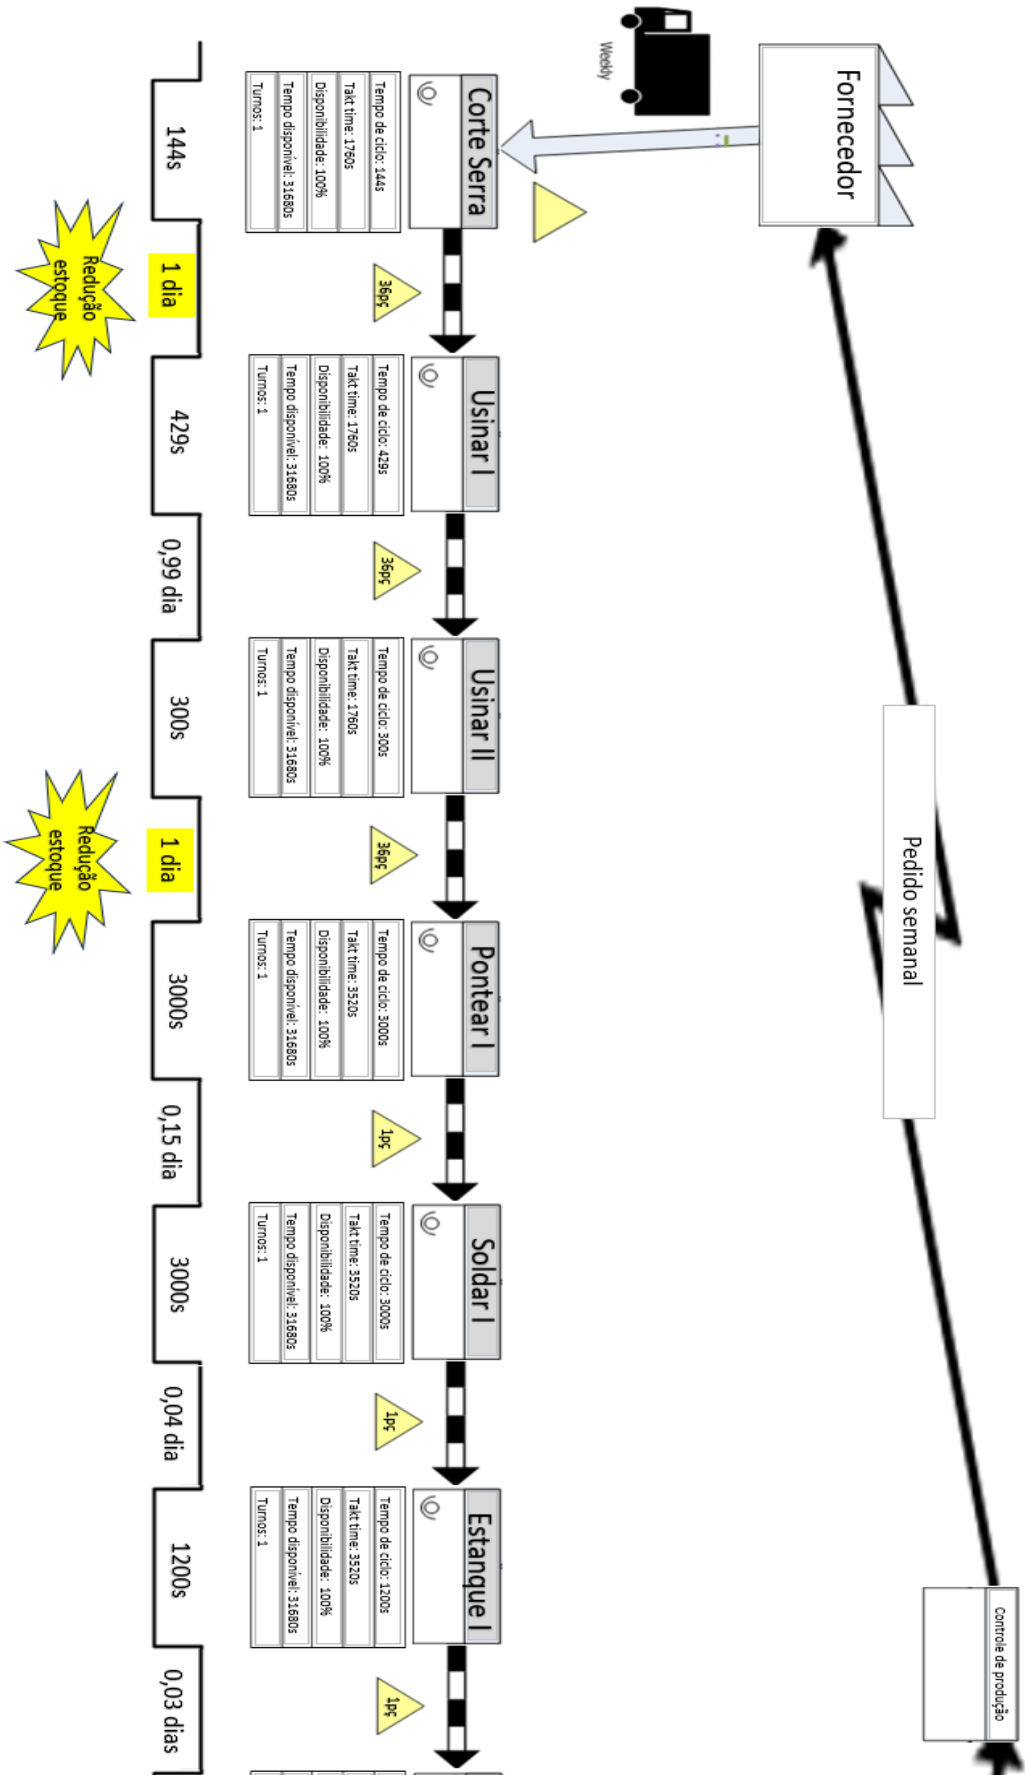 Fornecedor
Weekly
Pedido semanal
Controle de produção
Corte Serra
Tempo de ciclo: 144s
Takt time: 1760s
Disponibilidade: 100%
Tempo disponível: 31680s
Turnos: 1
36pç
Usinar I
Tempo de ciclo: 429s
Takt time: 1760s
Disponibilidade: 100%
Tempo disponível: 31680s
Turnos: 1
36pç
Usinar II
Tempo de ciclo: 300s
Takt time: 1760s
Disponibilidade: 100%
Tempo disponível: 31680s
Turnos: 1
36pç
Pontear I
Tempo de ciclo: 3000s
Takt time: 3520s
Disponibilidade: 100%
Tempo disponível: 31680s
Turnos: 1
1pç
Soldar I
Tempo de ciclo: 3000s
Takt time: 3520s
Disponibilidade: 100%
Tempo disponível: 31680s
Turnos: 1
1pç
Estanque I
Tempo de ciclo: 1200s
Takt time: 3520s
Disponibilidade: 100%
Tempo disponível: 31680s
Turnos: 1
1pç
144s
1 dia
429s
0,99 dia
300s
1 dia
3000s
0,15 dia
3000s
0,04 dia
1200s
0,03 dias
Redução
estoque
Redução
estoque